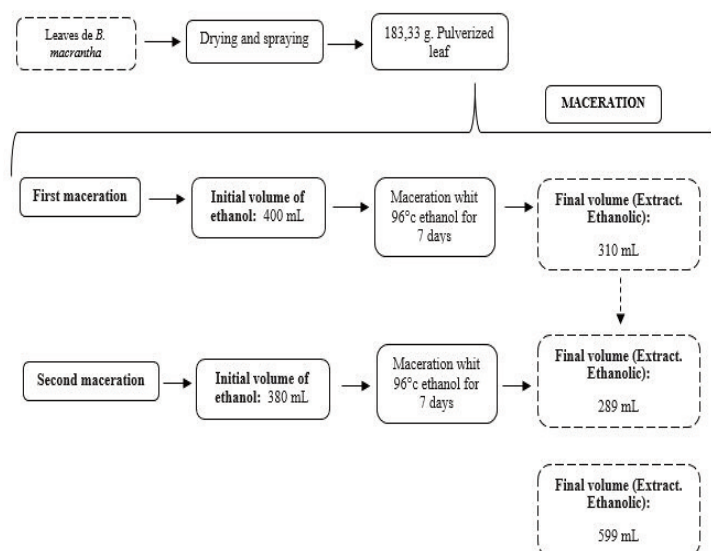 Leaves de B.
macrantha
Drying and spraying
183,33 g. Pulverized
leaf
MACERATION
First maceration
Initial volume of
ethanol: 400 mL
Maceration whit
96°c ethanol for
7 days
Final volume (Extract.
Ethanolic):
310 mL
Second maceration
Initial volume of
ethanol: 380 mL
Maceration whit
96°c ethanol for
7 days
Final volume (Extract.
Ethanolic):
289 mL
Final volume (Extract.
Ethanolic):
599 mL